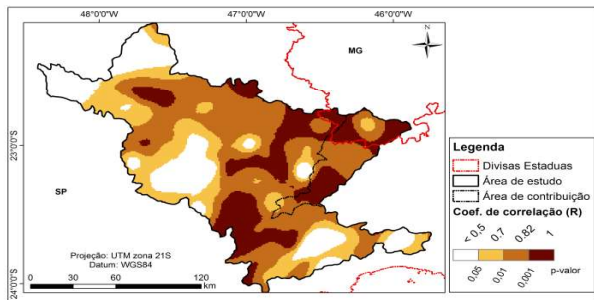 48°0'0"W 47°0'0"W 46°0'0"W
N
MG
23°0'0"S
SP
24°0'0"S
Projeção: UTM zona 21S
Datum: WGS84
0 30 60 120
km
Legenda
Divisas Estaduas
Área de estudo
Área de contribuição
Coef. de correlação (R)
< 0.5 0.7 0.82 1
0.05 0.01 0.001 p-valor